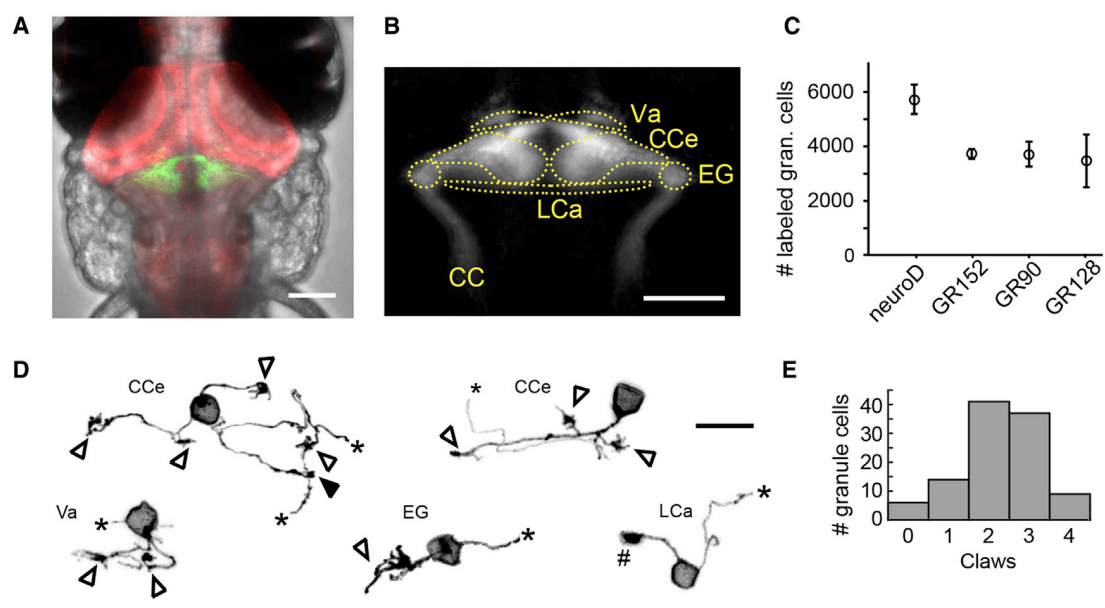 A
B
Va
CCe
EG
LCa
CC
C
# labeled gran. cells
6000
4000
2000
0
neuroD
GR152
GR90
GR128
D
CCe
*
*
CCe
*
Va
*
EG
*
LCa
*
#
E
# granule cells
40
30
20
10
0
0 1 2 3 4
Claws